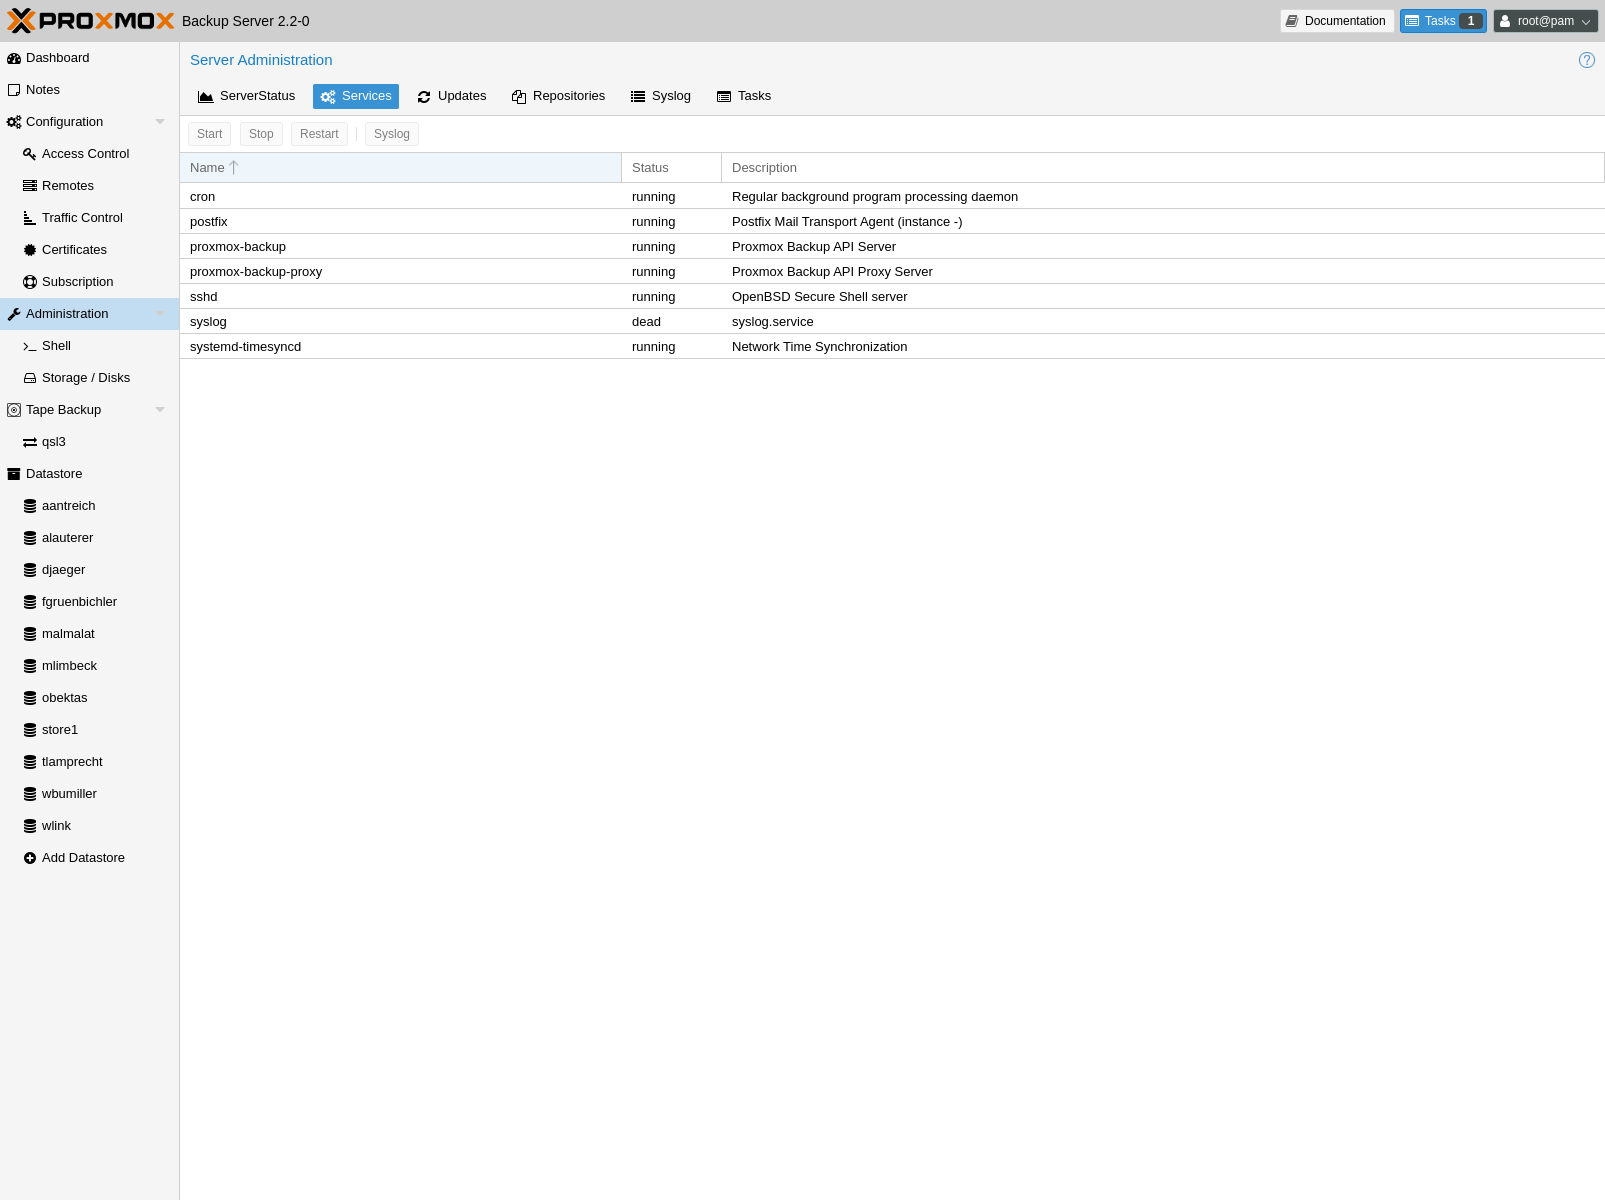 PROXMOX Backup Server 2.2-0
Documentation
Tasks 1
root@pam
Dashboard
Notes
Configuration
Access Control
Remotes
Traffic Control
Certificates
Subscription
Administration
Shell
Storage / Disks
Tape Backup
qsl3
Datastore
aantreich
alauterer
djaeger
fgruenbichler
malmalat
mlimbeck
obektas
store1
tlamprecht
wbumiller
wlink
Add Datastore
Server Administration
ServerStatus Services Updates Repositories Syslog Tasks
Start Stop Restart Syslog
Name Status Description
cron running Regular background program processing daemon
postfix running Postfix Mail Transport Agent (instance -)
proxmox-backup running Proxmox Backup API Server
proxmox-backup-proxy running Proxmox Backup API Proxy Server
sshd running OpenBSD Secure Shell server
syslog dead syslog.service
systemd-timesyncd running Network Time Synchronization